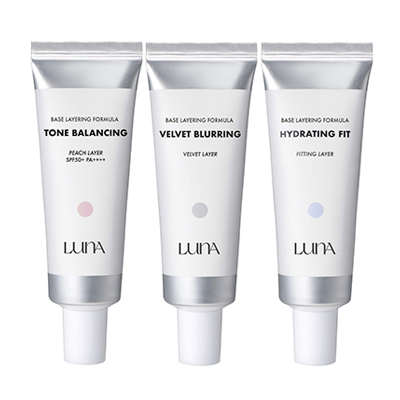 BASE LAYERING FORMULA
TONE BALANCING
PEACH LAYER
SPF50+ PA++++
LUNA
BASE LAYERING FORMULA
VELVET BLURRING
VELVET LAYER
LUNA
BASE LAYERING FORMULA
HYDRATING FIT
FITTING LAYER
LUNA